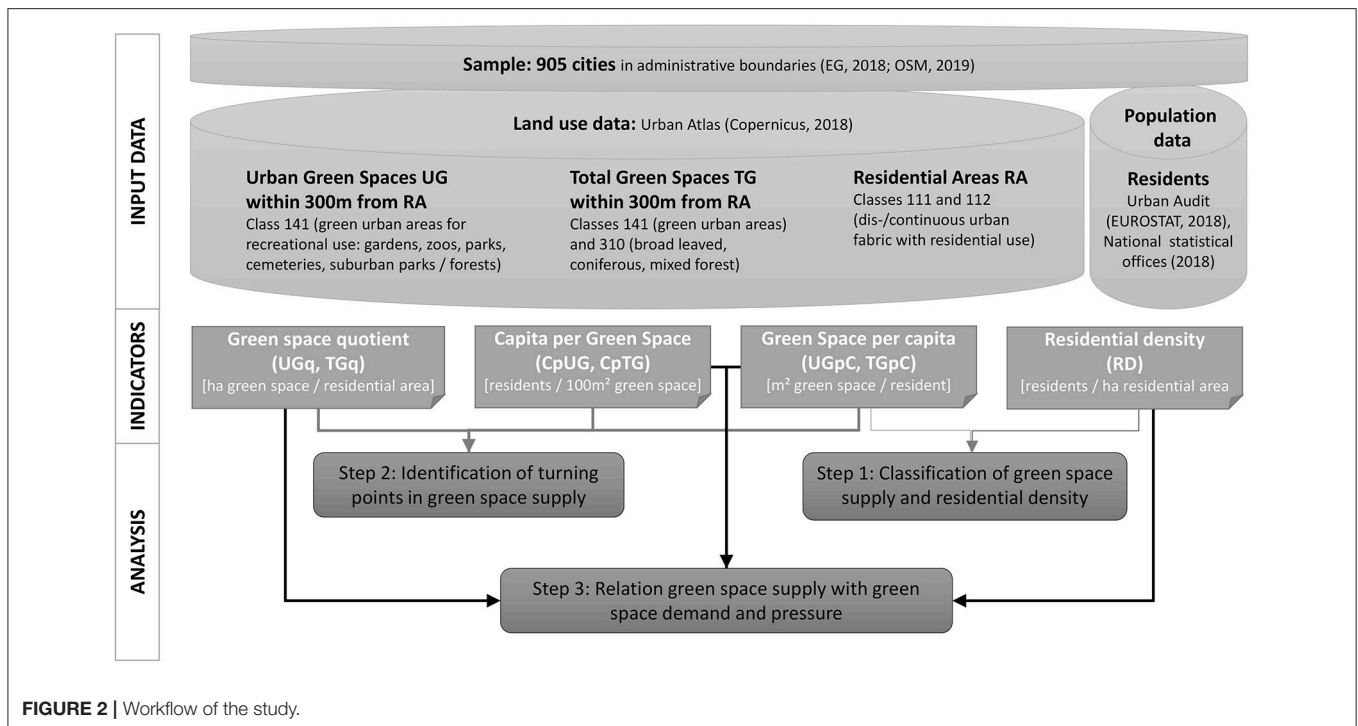 INPUT DATA
Sample: 905 cities in administrative boundaries (EG, 2018; OSM, 2019)
Land use data: Urban Atlas (Copernicus, 2018)
Urban Green Spaces UG
within 300m from RA
Class 141 (green urban areas for
recreational use: gardens, zoos, parks,
cemeteries, suburban parks / forests)
Total Green Spaces TG
within 300m from RA
Classes 141 (green urban areas)
and 310 (broad leaved,
coniferous, mixed forest)
Residential Areas RA
Classes 111 and 112
(dis-/continuous urban
fabric with residential use)
Population
data
Residents
Urban Audit
(EUROSTAT, 2018),
National statistical
offices (2018)
INDICATORS
Green space quotient
(UGq, TGq)
[ha green space / residential area]
Capita per Green Space
(CpUG, CpTG)
[residents / 100m² green space]
Green Space per capita
(UGpC, TGpC)
[m² green space / resident]
Residential density
(RD)
[residents / ha residential area
ANALYSIS
Step 2: Identification of turning
points in green space supply
Step 1: Classification of green space
supply and residential density
Step 3: Relation green space supply with green
space demand and pressure
FIGURE 2 | Workflow of the study.